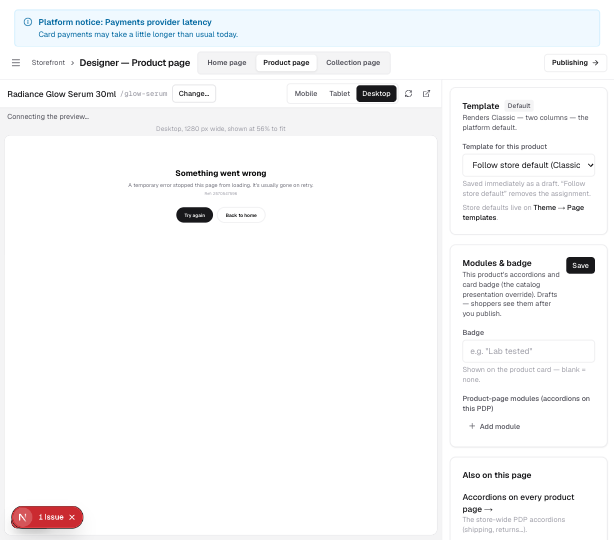 Platform notice: Payments provider latency
Card payments may take a little longer than usual today.
Storefront › Designer — Product page
Home page
Product page
Collection page
Publishing →
Radiance Glow Serum 30ml /glow-serum Change…
Mobile
Tablet
Desktop
Connecting the preview…
Desktop, 1280 px wide, shown at 56% to fit
Something went wrong
A temporary error stopped this page from loading. It's usually gone on retry.
Try again
Back to home
N
1 Issue
Template Default
Renders Classic — two columns — the
platform default.
Template for this product
Follow store default (Classic
Saved immediately as a draft. "Follow
store default" removes the assignment.
Store defaults live on Theme → Page
templates.
Modules & badge
Save
This product's accordions and
card badge (the catalog
presentation override). Drafts
— shoppers see them after
you publish.
Badge
e.g. "Lab tested"
Shown on the product card — blank =
none.
Product-page modules (accordions on
this PDP)
+ Add module
Also on this page
Accordions on every product
page →
The store-wide PDP accordions
(shipping, returns…).